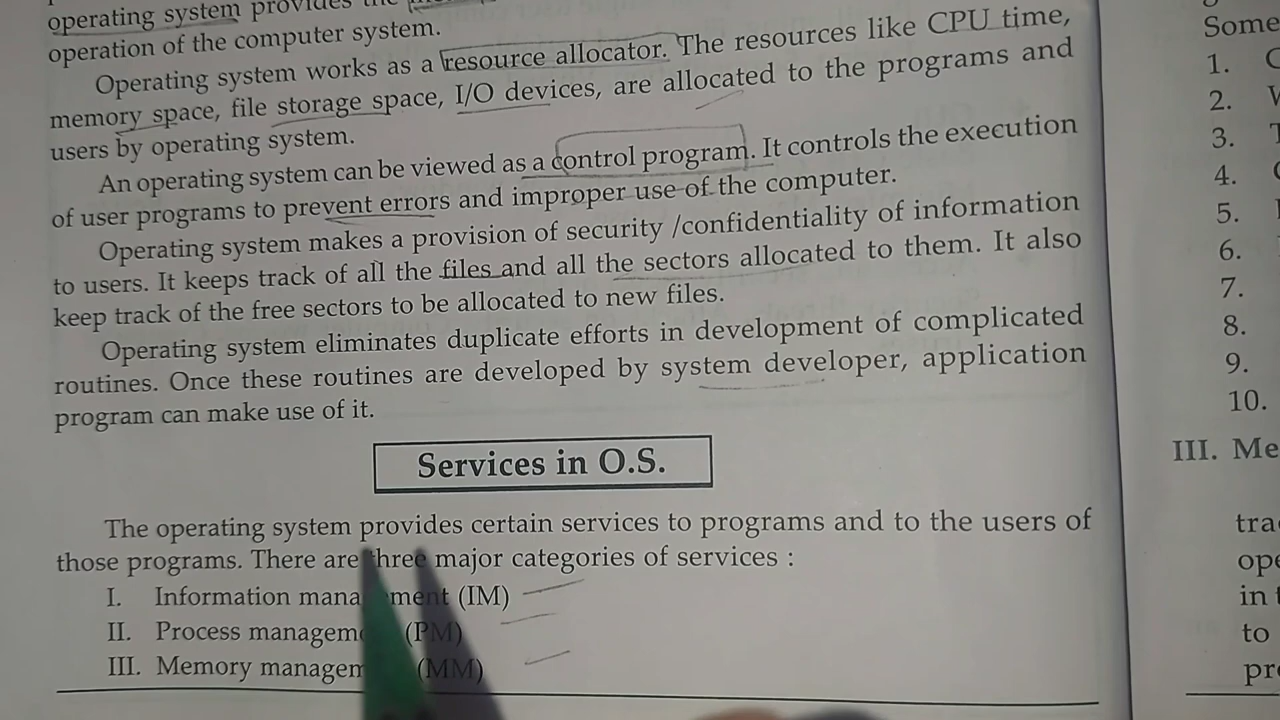 operating system provides the
operation of the computer system.
Operating system works as a resource allocator. The resources like CPU time,
memory space, file storage space, I/O devices, are allocated to the programs and
users by operating system.
An operating system can be viewed as a control program. It controls the execution
of user programs to prevent errors and improper use of the computer.
Operating system makes a provision of security /confidentiality of information
to users. It keeps track of all the files and all the sectors allocated to them. It also
keep track of the free sectors to be allocated to new files.
Operating system eliminates duplicate efforts in development of complicated
routines. Once these routines are developed by system developer, application
program can make use of it.
Services in O.S.
The operating system provides certain services to programs and to the users of
those programs. There are three major categories of services :
I. Information management (IM)
II. Process managem (PM)
III. Memory managem (MM)
Some
1.
2.
3.
4.
5.
6.
7.
8.
9.
10.
III. Me
tra
ope
in
to
pr